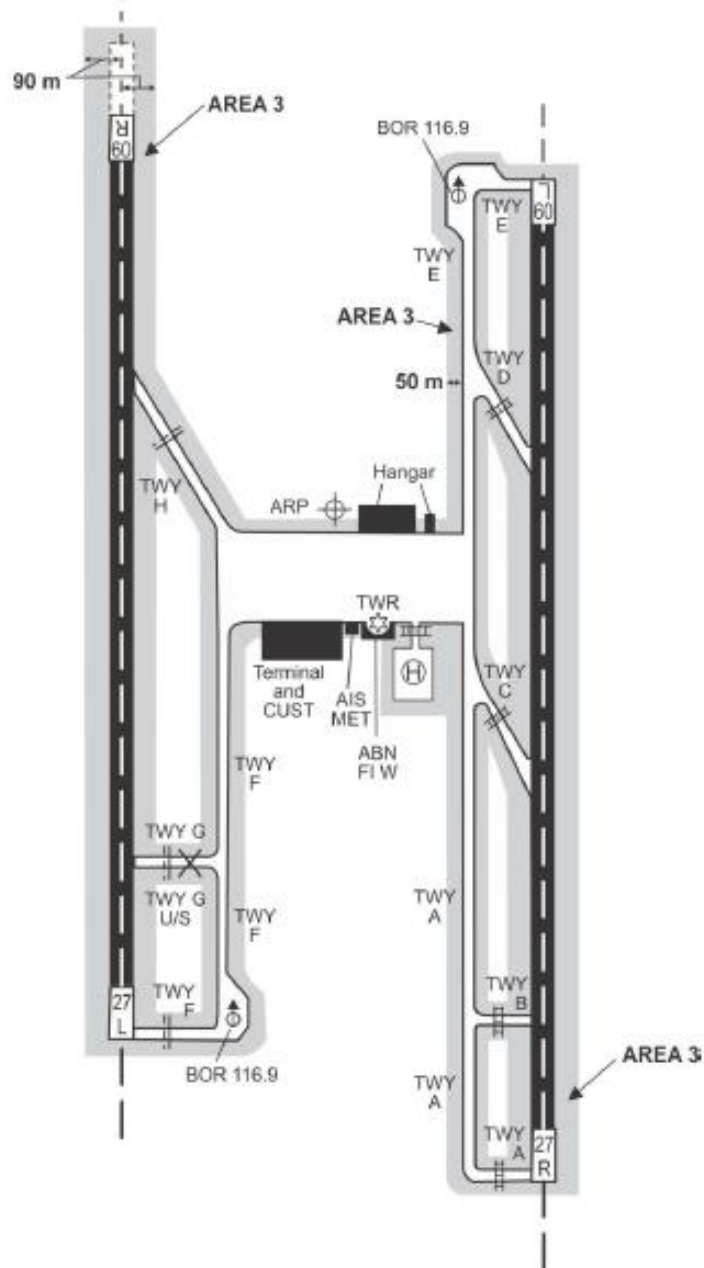 90 m
AREA 3
09
R
BOR 116.9
09
L
TWY
E
TWY
E
AREA 3
TWY
D
50 m
Hangar
ARP
TWY
H
TWR
H
Terminal
and
CUST
AIS
MET
ABN
FI W
TWY
C
TWY
F
TWY G
TWY G
U/S
TWY
F
TWY
A
TWY
F
27
L
TWY
B
BOR 116.9
AREA 3
TWY
A
TWY
A
27
R